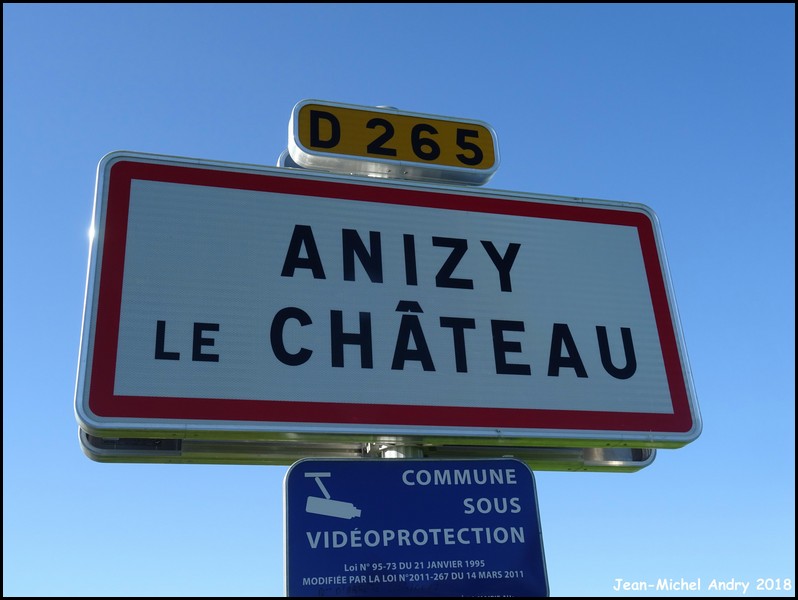 D 265
ANIZY
LE CHÂTEAU
COMMUNE
SOUS
VIDÉOPROTECTION
Loi N° 95-73 DU 21 JANVIER 1995
MODIFIÉE PAR LA LOI N°2011-267 DU 14 MARS 2011
Jean-Michel Andry 2018